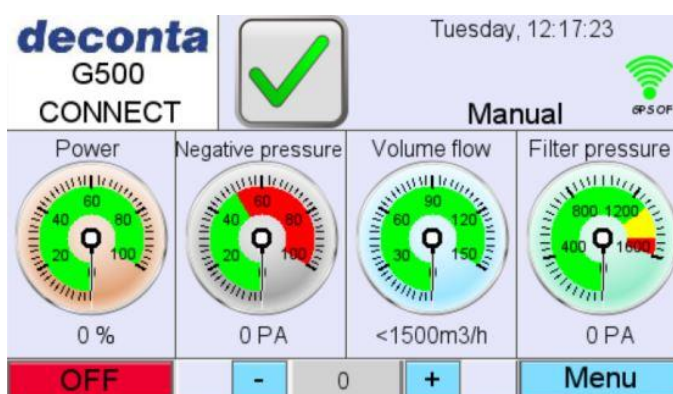 deconta
G500
CONNECT
Tuesday, 12:17:23
Manual
GPS OF
Power
Negative pressure
Volume flow
Filter pressure
20 40 60 80 100
20 40 60 80 100
30 60 90 120 150
400 800 1200 1600
0 %
0 PA
<1500m3/h
0 PA
OFF
-
0
+
Menu